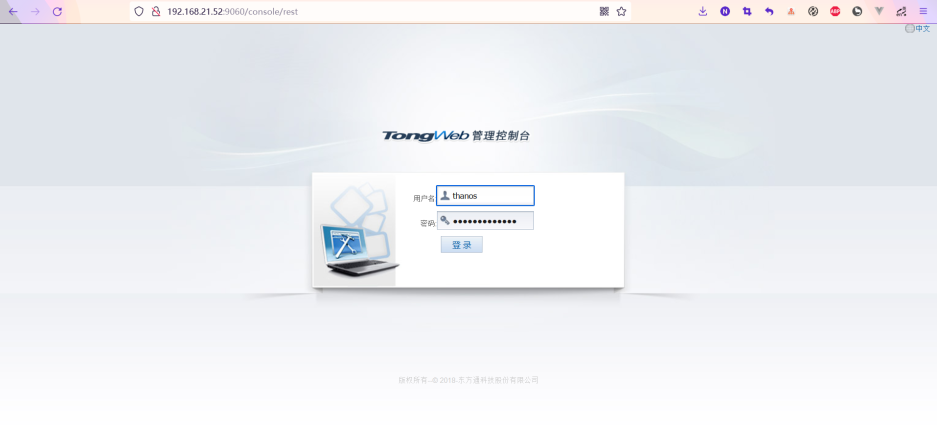 192.168.21.52:9060/console/rest
N
ABP
中文
TongWeb 管理控制台
用户名 thanos
密码: •••••••••••••
登 录
版权所有 © 2019-东方通科技股份有限公司